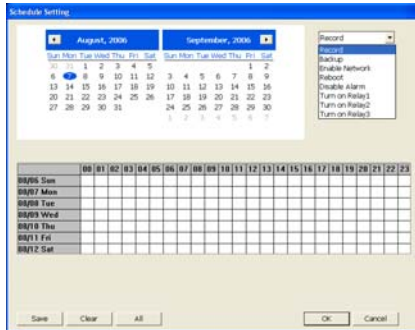 Schedule Setting
August, 2006
Sun Mon Tue Wed Thu Fri Sat
30 31 1 2 3 4 5
6 7 8 9 10 11 12
13 14 15 16 17 18 19
20 21 22 23 24 25 26
27 28 29 30 31
September, 2006
Sun Mon Tue Wed Thu Fri Sat
1 2
3 4 5 6 7 8 9
10 11 12 13 14 15 16
17 18 19 20 21 22 23
24 25 26 27 28 29 30
1 2 3 4 5 6 7
Record
Record
Backup
Enable Network
Reboot
Disable Alarm
Turn on Relay1
Turn on Relay2
Turn on Relay3
00 01 02 03 04 05 06 07 08 09 10 11 12 13 14 15 16 17 18 19 20 21 22 23
08/06 Sun
08/07 Mon
08/08 Tue
08/09 Wed
08/10 Thu
08/11 Fri
08/12 Sat
Save Clear All OK Cancel